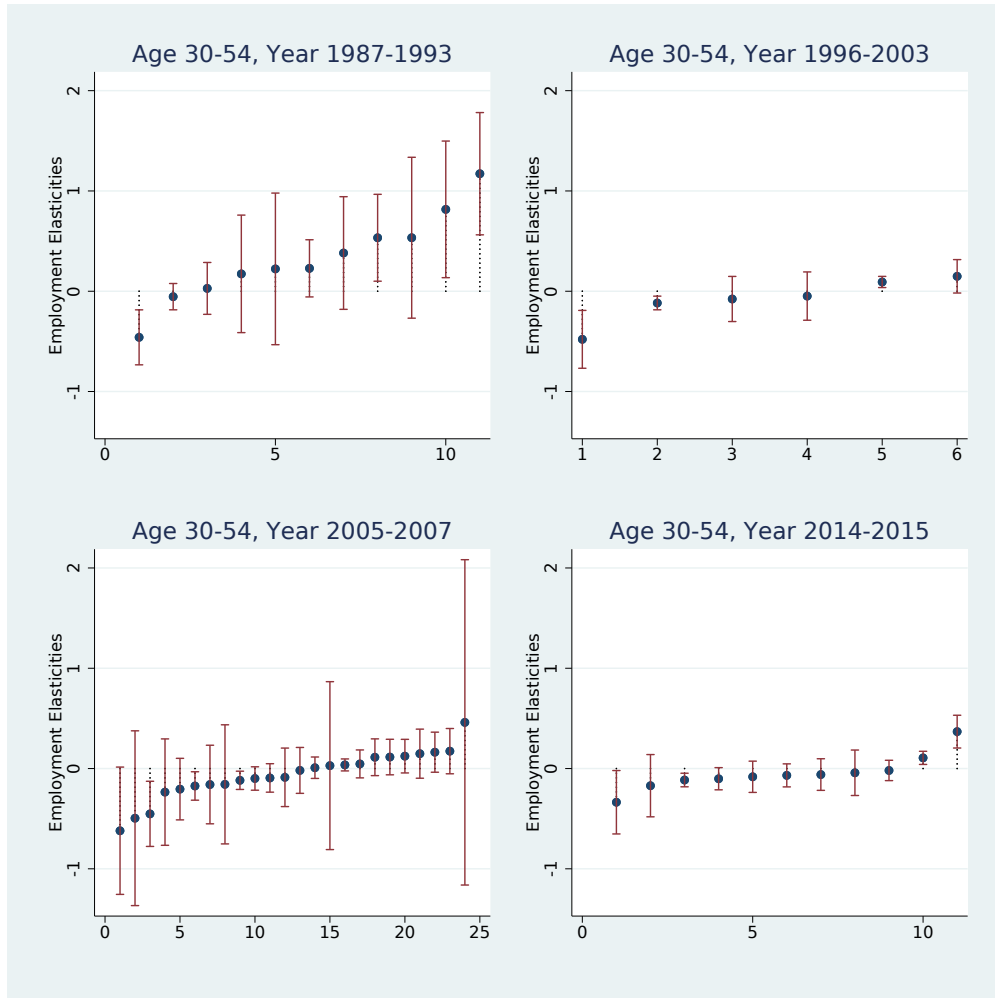 Age 30-54, Year 1987-1993
Employment Elasticities
2
1
0
-1
0 5 10
Age 30-54, Year 1996-2003
Employment Elasticities
2
1
0
-1
1 2 3 4 5 6
Age 30-54, Year 2005-2007
Employment Elasticities
2
1
0
-1
0 5 10 15 20 25
Age 30-54, Year 2014-2015
Employment Elasticities
2
1
0
-1
0 5 10